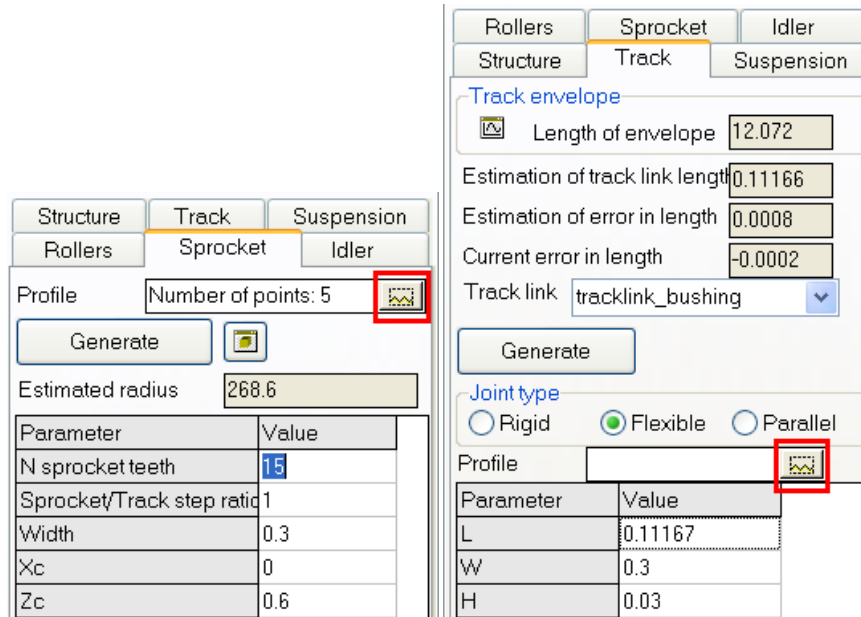 Structure Track Suspension
Rollers Sprocket Idler
Profile Number of points: 5
Generate
Estimated radius 268.6
Parameter Value
N sprocket teeth 15
Sprocket/Track step ratio 1
Width 0.3
Xc 0
Zc 0.6
Rollers Sprocket Idler
Structure Track Suspension
Track envelope
Length of envelope 12.072
Estimation of track link length 0.11166
Estimation of error in length 0.0008
Current error in length -0.0002
Track link tracklink_bushing
Generate
Joint type
Rigid Flexible Parallel
Profile
Parameter Value
L 0.11167
W 0.3
H 0.03